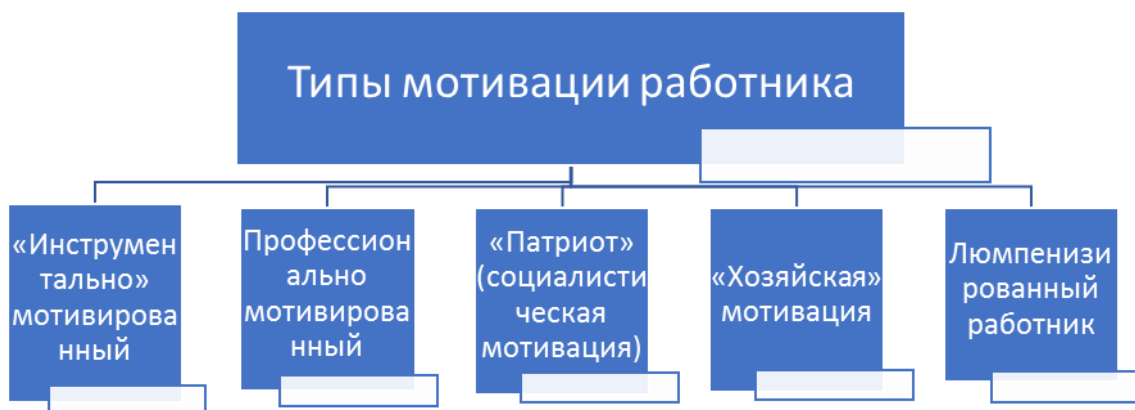 Типы мотивации работника
«Инструмен
тально»
мотивирова
нный
Профессион
ально
мотивирова
нный
«Патриот»
(социалисти
ческая
мотивация)
«Хозяйская»
мотивация
Люмпенизи
рованный
работник